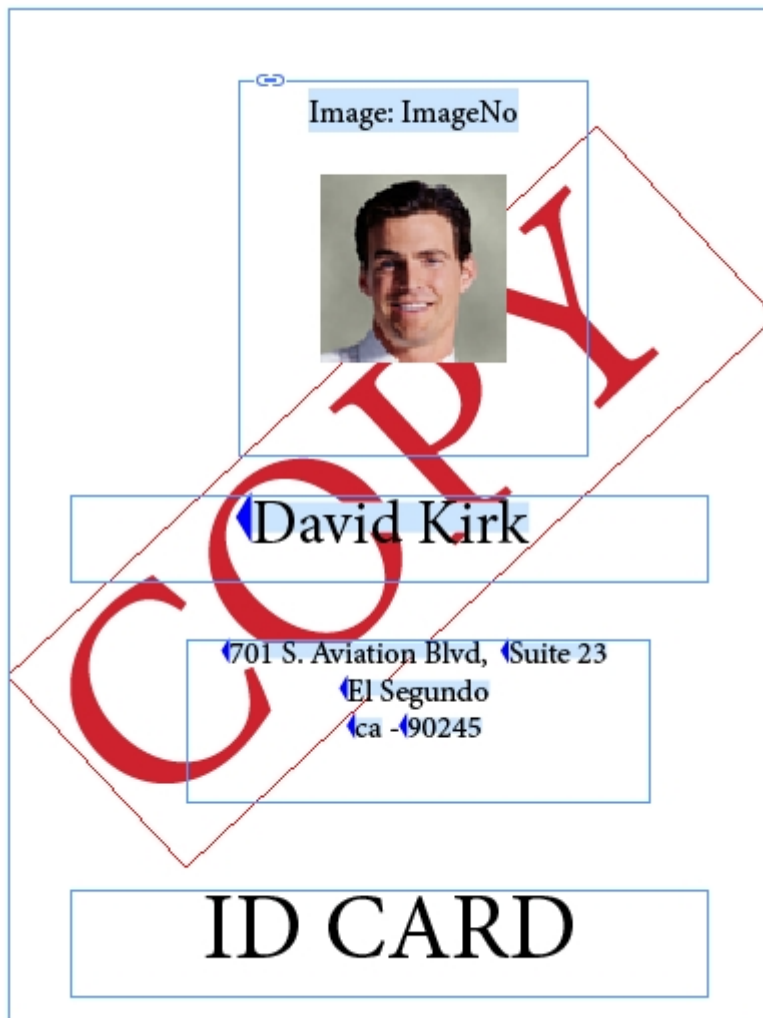 Image: ImageNo
COPY
David Kirk
701 S. Aviation Blvd, Suite 23
El Segundo
ca -90245
ID CARD